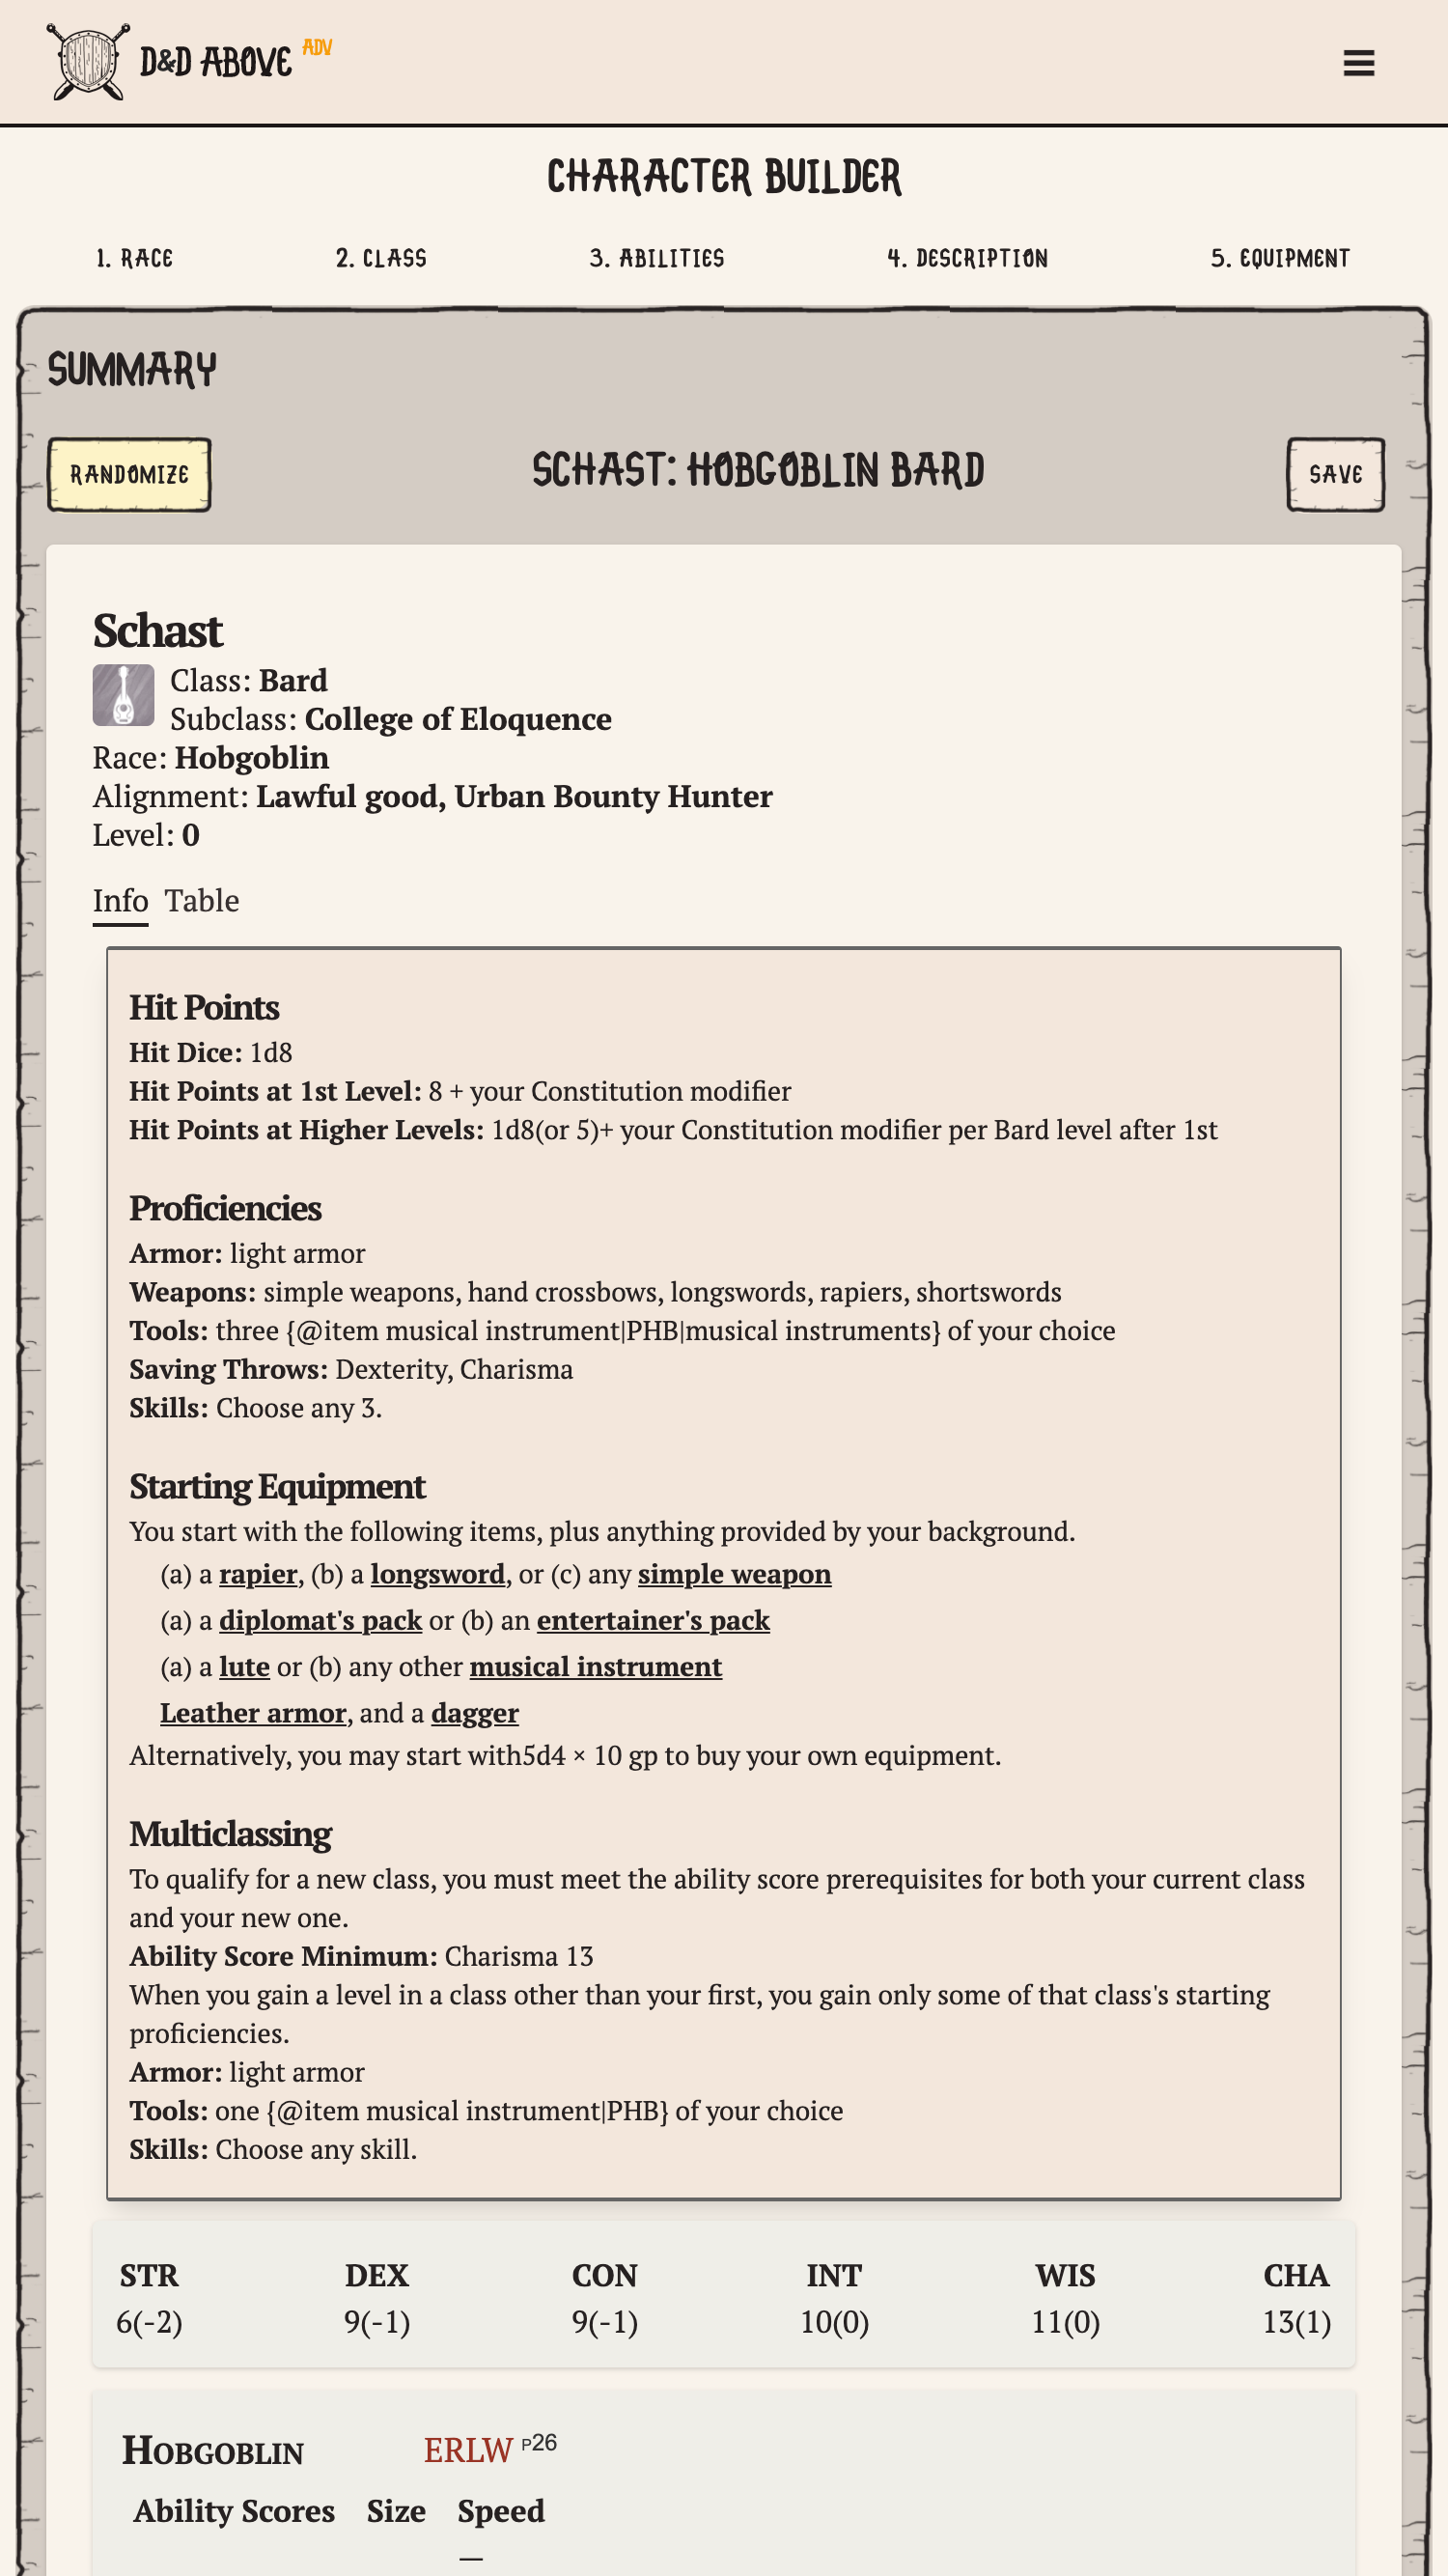 D&D ABOVE ADV
CHARACTER BUILDER
1. RACE 2. CLASS 3. ABILITIES 4. DESCRIPTION 5. EQUIPMENT
SUMMARY
RANDOMIZE SCHAST: HOBGOBLIN BARD SAVE
Schast
Class: Bard
Subclass: College of Eloquence
Race: Hobgoblin
Alignment: Lawful good, Urban Bounty Hunter
Level: 0
Info Table
Hit Points
Hit Dice: 1d8
Hit Points at 1st Level: 8 + your Constitution modifier
Hit Points at Higher Levels: 1d8(or 5)+ your Constitution modifier per Bard level after 1st
Proficiencies
Armor: light armor
Weapons: simple weapons, hand crossbows, longswords, rapiers, shortswords
Tools: three {@item musical instrument|PHB|musical instruments} of your choice
Saving Throws: Dexterity, Charisma
Skills: Choose any 3.
Starting Equipment
You start with the following items, plus anything provided by your background.
(a) a rapier, (b) a longsword, or (c) any simple weapon
(a) a diplomat's pack or (b) an entertainer's pack
(a) a lute or (b) any other musical instrument
Leather armor, and a dagger
Alternatively, you may start with5d4 × 10 gp to buy your own equipment.
Multiclassing
To qualify for a new class, you must meet the ability score prerequisites for both your current class
and your new one.
Ability Score Minimum: Charisma 13
When you gain a level in a class other than your first, you gain only some of that class's starting
proficiencies.
Armor: light armor
Tools: one {@item musical instrument|PHB} of your choice
Skills: Choose any skill.
STR DEX CON INT WIS CHA
6(-2) 9(-1) 9(-1) 10(0) 11(0) 13(1)
Hobgoblin ERLW P26
Ability Scores Size Speed
—